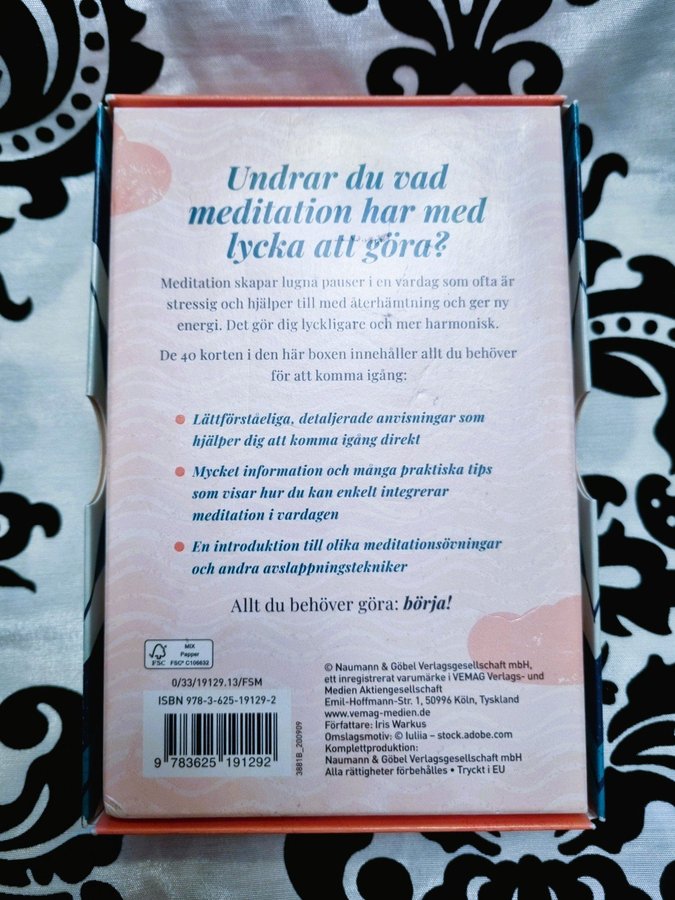 Undrar du vad
meditation har med
lycka att göra?
Meditation skapar lugna pauser i en vardag som ofta är
stressig och hjälper till med återhämtning och ger ny
energi. Det gör dig lyckligare och mer harmonisk.
De 40 korten i den här boxen innehåller allt du behöver
för att komma igång:
Lättförståeliga, detaljerade anvisningar som
hjälper dig att komma igång direkt
Mycket information och många praktiska tips
som visar hur du kan enkelt integrerar
meditation i vardagen
En introduktion till olika meditationsövningar
och andra avslappningstekniker
Allt du behöver göra: börja!
FSC
MIX
Papper
FSC® C106632
0/33/19129.13/FSM
ISBN 978-3-625-19129-2
9 783625 191292
3881B_200909
© Naumann & Göbel Verlagsgesellschaft mbH,
ett inregistrerat varumärke i VEMAG Verlags- und
Medien Aktiengesellschaft
Emil-Hoffmann-Str. 1, 50996 Köln, Tyskland
www.vemag-medien.de
Författare: Iris Warkus
Omslagsmotiv: © Iuliia – stock.adobe.com
Komplettproduktion:
Naumann & Göbel Verlagsgesellschaft mbH
Alla rättigheter förbehålles • Tryckt i EU